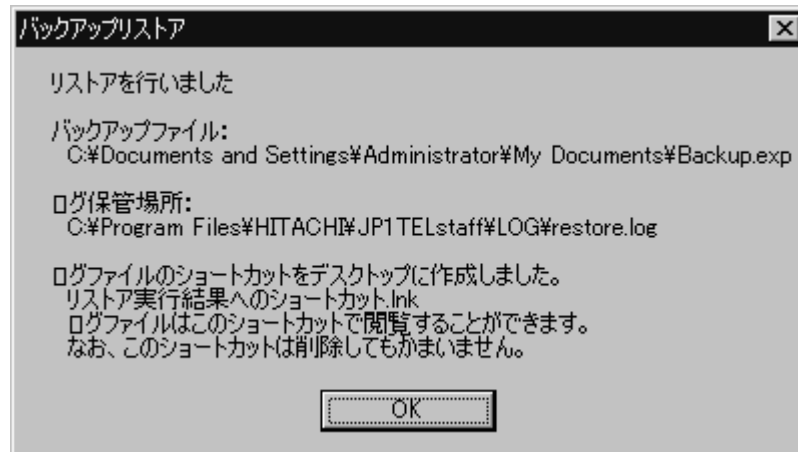 バックアップリストア
リストアを行いました
バックアップファイル:
C:¥Documents and Settings¥Administrator¥My Documents¥Backup.exp
ログ保管場所:
C:¥Program Files¥HITACHI¥JP1TELstaff¥LOG¥restore.log
ログファイルのショートカットをデスクトップに作成しました。
リストア実行結果へのショートカット.lnk
ログファイルはこのショートカットで閲覧することができます。
なお、このショートカットは削除してもかまいません。
OK